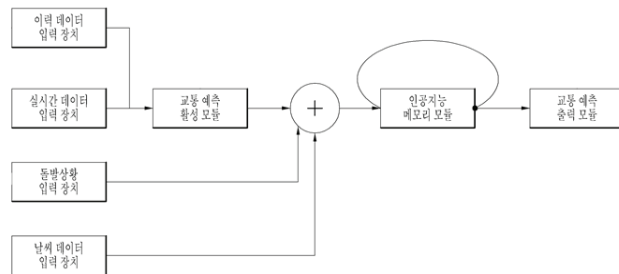 이력 데이터
입력 장치
실시간 데이터
입력 장치
교통 예측
활성 모듈
+
인공지능
메모리 모듈
교통 예측
출력 모듈
돌발상황
입력 장치
날씨 데이터
입력 장치